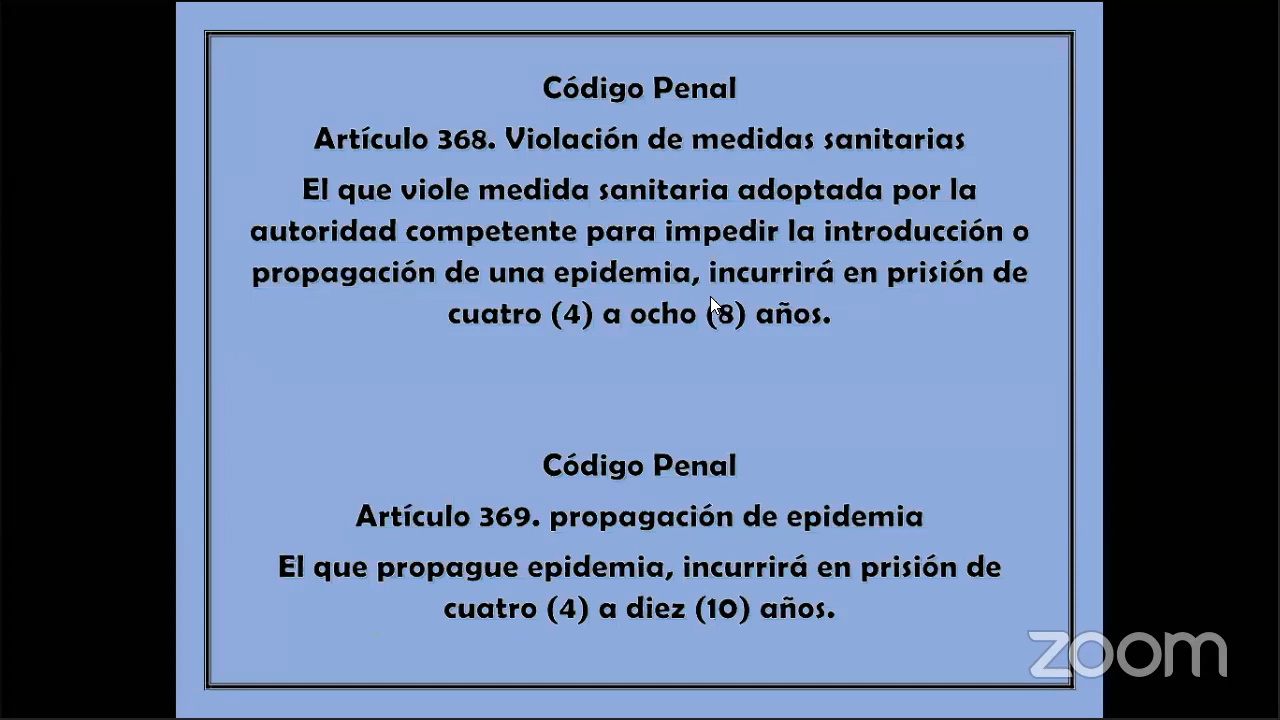 Código Penal
Artículo 368. Violación de medidas sanitarias
El que viole medida sanitaria adoptada por la
autoridad competente para impedir la introducción o
propagación de una epidemia, incurrirá en prisión de
cuatro (4) a ocho (8) años.
Código Penal
Artículo 369. propagación de epidemia
El que propague epidemia, incurrirá en prisión de
cuatro (4) a diez (10) años.
zoom